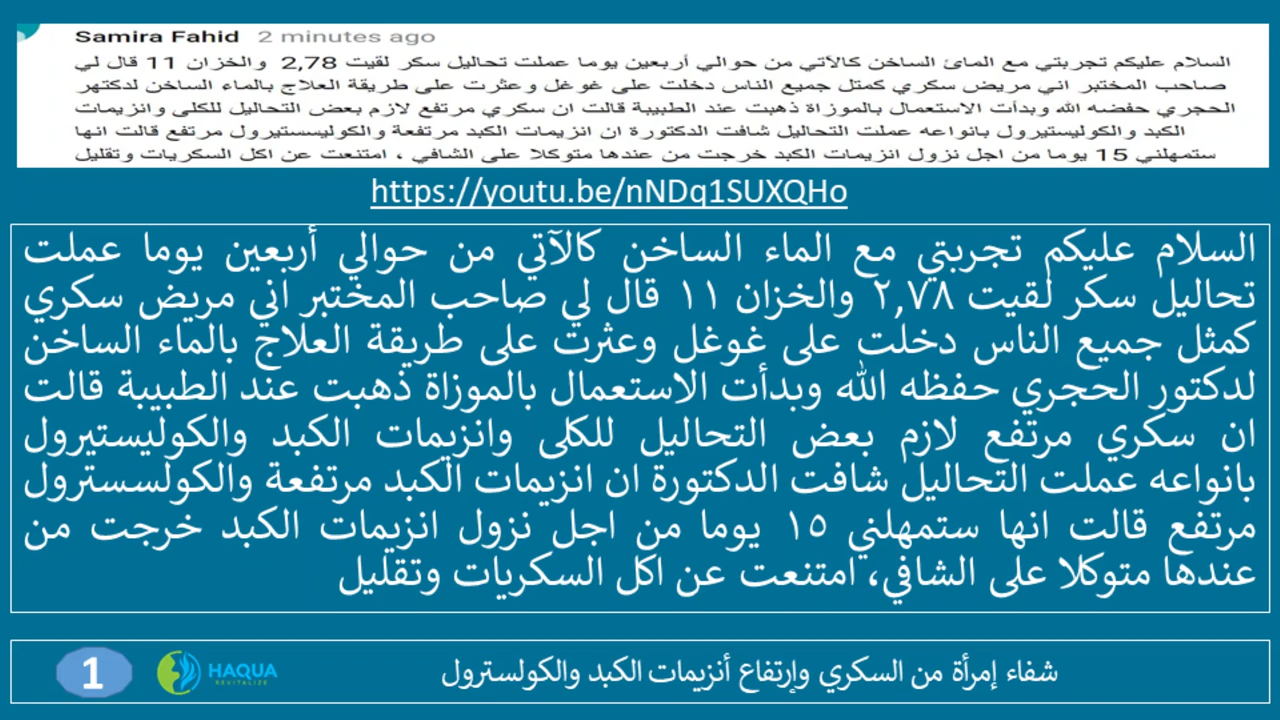 Samira Fahid 2 minutes ago
السلام عليكم تجربتي مع المائ الساخن كالآتي من حوالي أربعين يوما عملت تحاليل سكر لقيت 2,78 والخزان 11 قال لي
صاحب المختبر اني مريض سكري كمتل جميع الناس دخلت على غوغل وعثرت على طريقة العلاج بالماء الساخن لدكتهر
الحجري حفضه الله وبدأت الاستعمال بالموزاة ذهبت عند الطبيبة قالت ان سكري مرتفع لازم بعض التحاليل للكلى وانزيمات
الكبد والكوليستيرول بانواعه عملت التحاليل شافت الدكتورة ان انزيمات الكبد مرتفعة والكوليسستيرول مرتفع قالت انها
ستمهلني 15 يوما من اجل نزول انزيمات الكبد خرجت من عندها متوكلا على الشافي ، امتنعت عن اكل السكريات وتقليل
https://youtu.be/nNDq1SUXQHo
السلام عليكم تجربتي مع الماء الساخن كالآتي من حوالي أربعين يوما عملت
تحاليل سكر لقيت ٢,٧٨ والخزان ١١ قال لي صاحب المختبر اني مريض سكري
كمثل جميع الناس دخلت على غوغل وعثرت على طريقة العلاج بالماء الساخن
لدكتور الحجري حفظه الله وبدأت الاستعمال بالموزاة ذهبت عند الطبيبة قالت
ان سكري مرتفع لازم بعض التحاليل للكلى وانزيمات الكبد والكوليستيرول
بانواعه عملت التحاليل شافت الدكتورة ان انزيمات الكبد مرتفعة والكولسسترول
مرتفع قالت انها ستمهلني ١٥ يوما من اجل نزول انزيمات الكبد خرجت من
عندها متوكلا على الشافي، امتنعت عن اكل السكريات وتقليل
شفاء إمرأة من السكري وإرتفاع أنزيمات الكبد والكولسترول
HAQUA
REVITALIZE
1